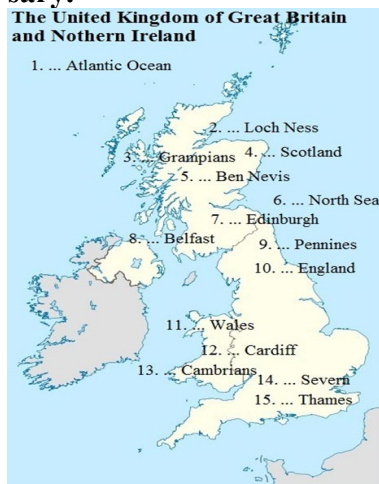 sary.
The United Kingdom of Great Britain
and Nothern Ireland
1. ... Atlantic Ocean
2. ... Loch Ness
3. ... Grampians
4. ... Scotland
5. ... Ben Nevis
6. ... North Sea
7. ... Edinburgh
8. ... Belfast
9. ... Pennines
10. ... England
11. ... Wales
12. ... Cardiff
13. ... Cambrians
14. ... Severn
15. ... Thames